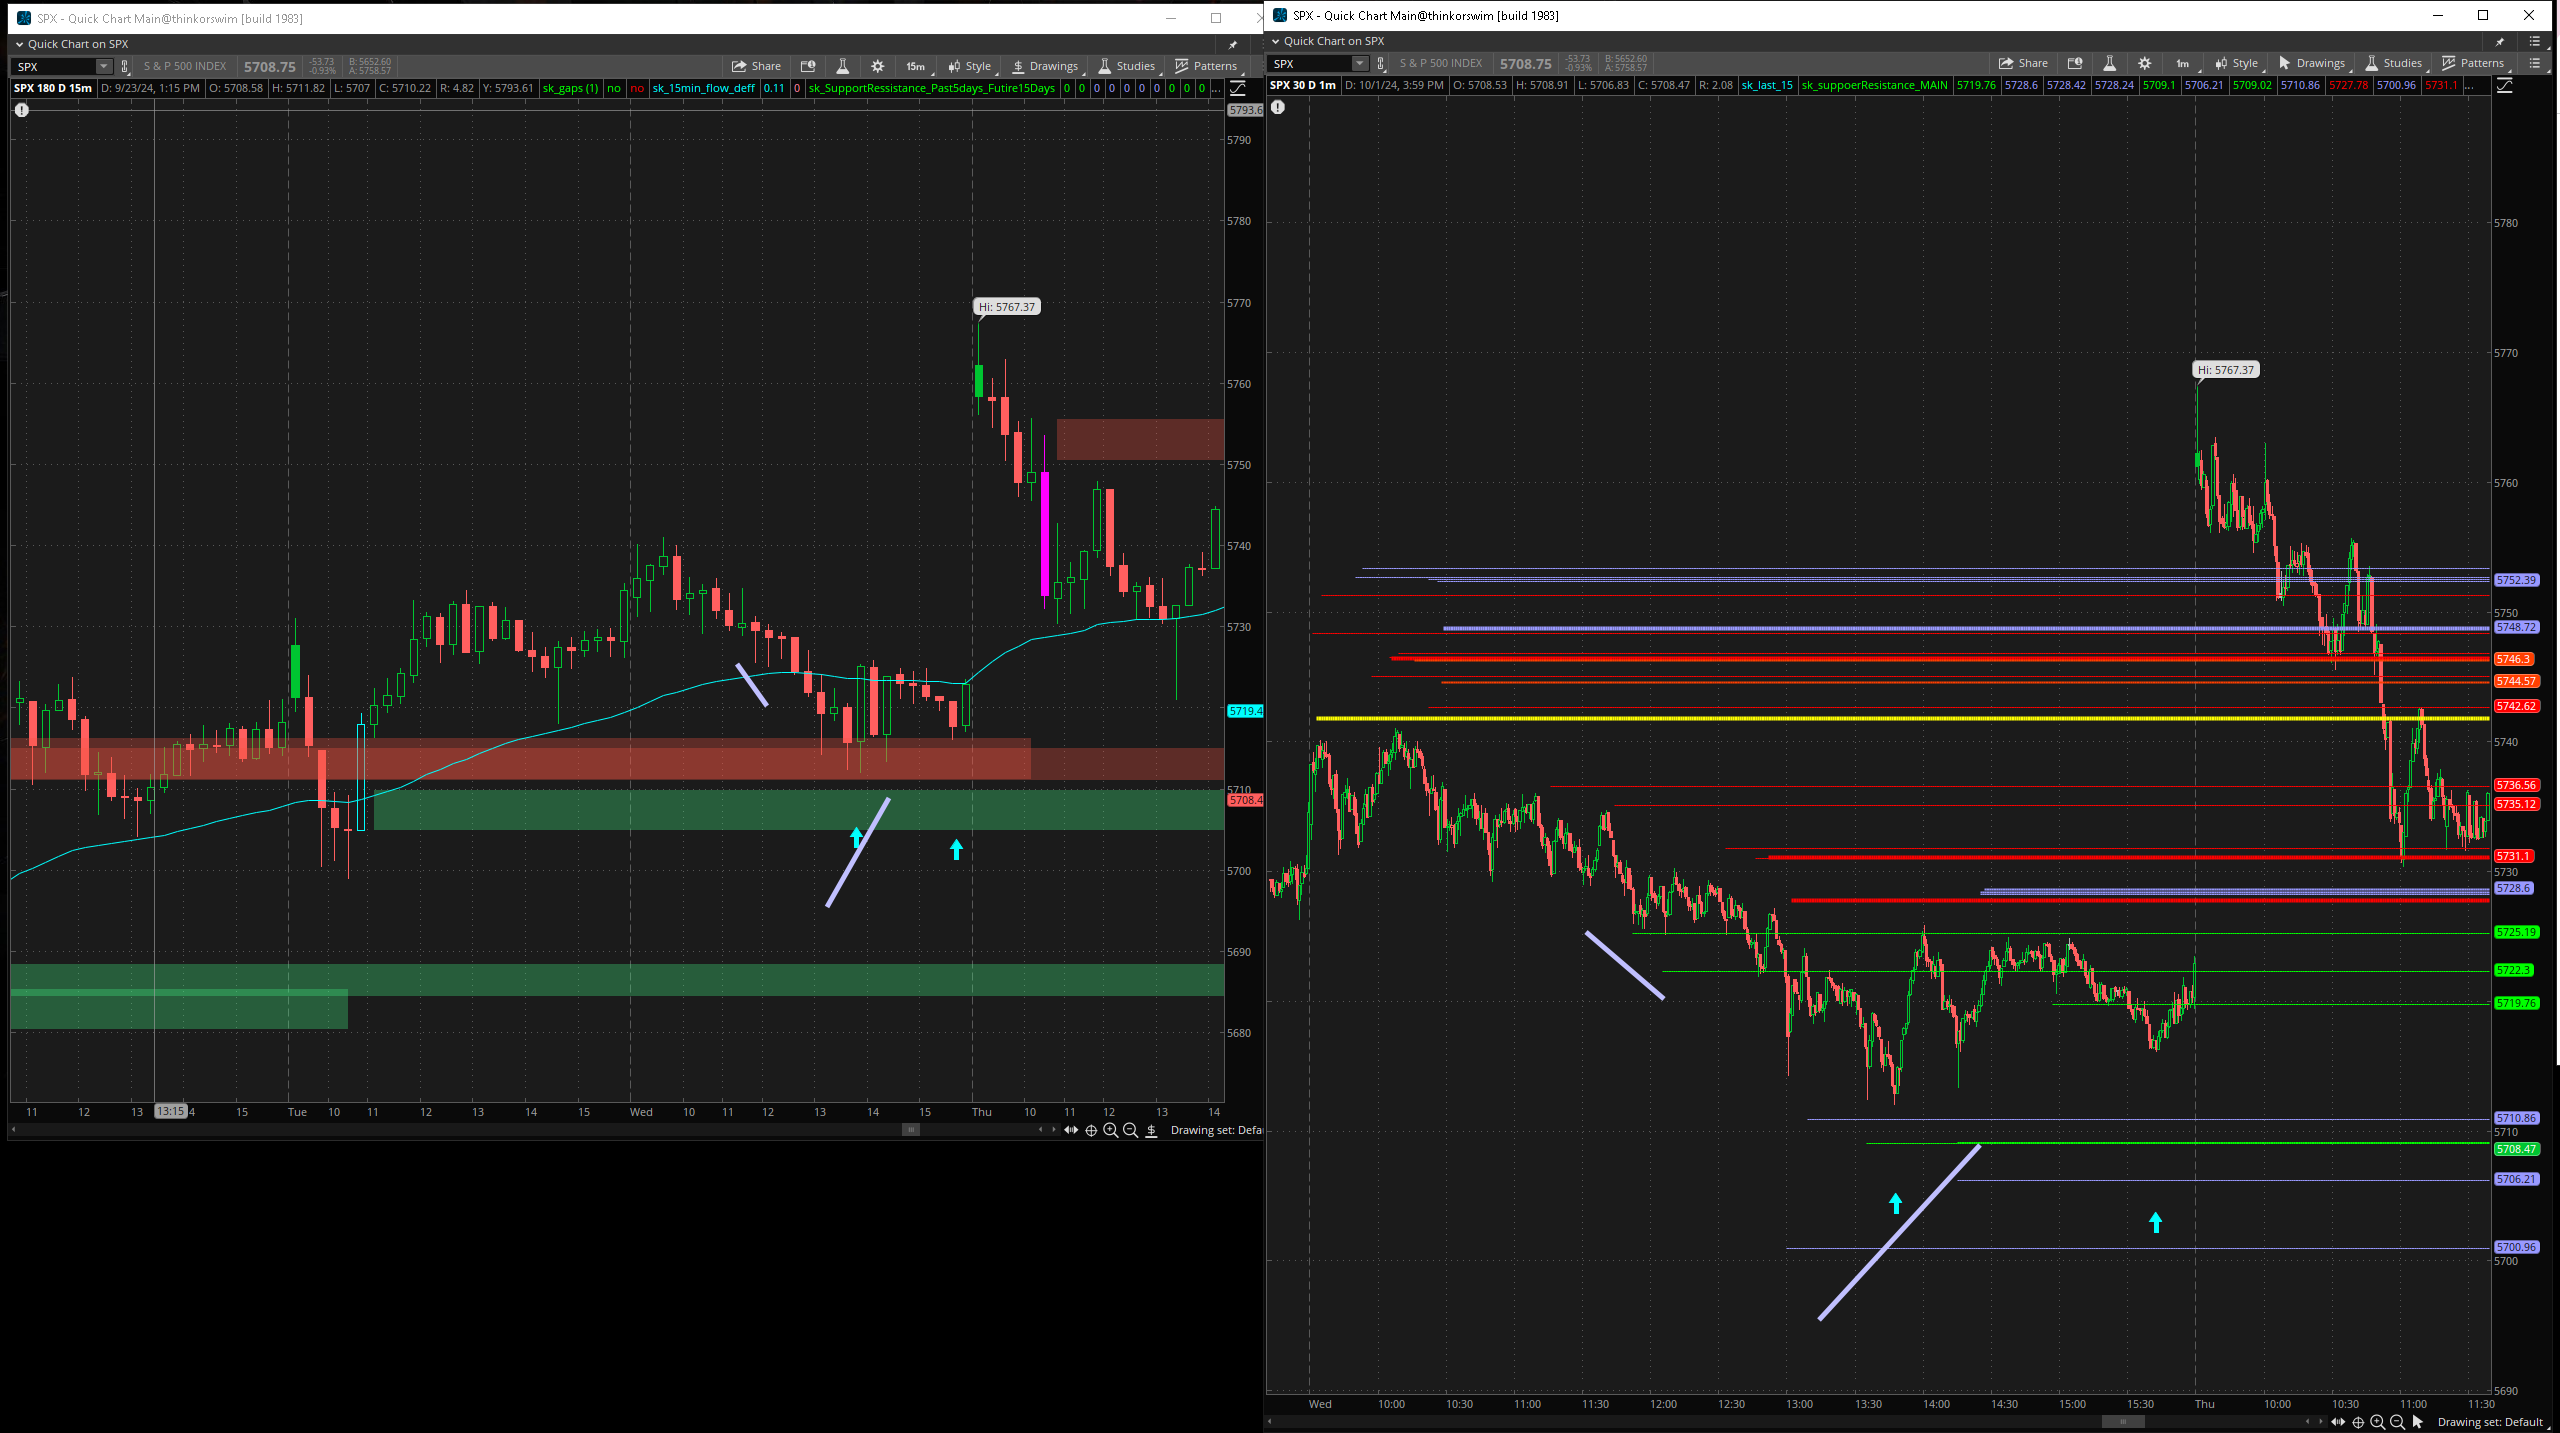 SPX - Quick Chart Main@thinkorswim [build 1983]
Quick Chart on SPX
SPX S & P 500 INDEX 5708.75 -53.73 -0.93% B: 5652.60 A: 5758.57 Share 15m Style $ Drawings Studies Patterns
SPX 180 D 15m D: 9/23/24, 1:15 PM O: 5708.58 H: 5711.82 L: 5707 C: 5710.22 R: 4.82 Y: 5793.61 sk_gaps (1) no no sk_15min_flow_deff 0.11 0 sk_SupportRessistance_Past5days_Futire15Days 0 0 0 0 0 0 0 0 0 0 ...
5793.6
5790
5780
Hi: 5767.37
5770
5760
5750
5740
5730
5719.4
5710
5708.4
5700
5690
5680
11 12 13 13:15 4 15 Tue 10 11 12 13 14 15 Wed 10 11 12 13 14 15 Thu 10 11 12 13 14
$ Drawing set: Defa
SPX - Quick Chart Main@thinkorswim [build 1983]
Quick Chart on SPX
SPX S & P 500 INDEX 5708.75 -53.73 -0.93% B: 5652.60 A: 5758.57 Share 1m Style Drawings Studies Patterns
SPX 30 D 1m D: 10/1/24, 3:59 PM O: 5708.53 H: 5708.91 L: 5706.83 C: 5708.47 R: 2.08 sk_last_15 sk_suppoerResistance_MAIN 5719.76 5728.6 5728.42 5728.24 5709.1 5706.21 5709.02 5710.86 5727.78 5700.96 5731.1 ...
5780
5770
Hi: 5767.37
5760
5752.39
5750
5748.72
5746.3
5744.57
5742.62
5740
5736.56
5735.12
5731.1
5730
5728.6
5725.19
5722.3
5719.76
5710.86
5710
5708.47
5706.21
5700.96
5700
5690
Wed 10:00 10:30 11:00 11:30 12:00 12:30 13:00 13:30 14:00 14:30 15:00 15:30 Thu 10:00 10:30 11:00 11:30
Drawing set: Default